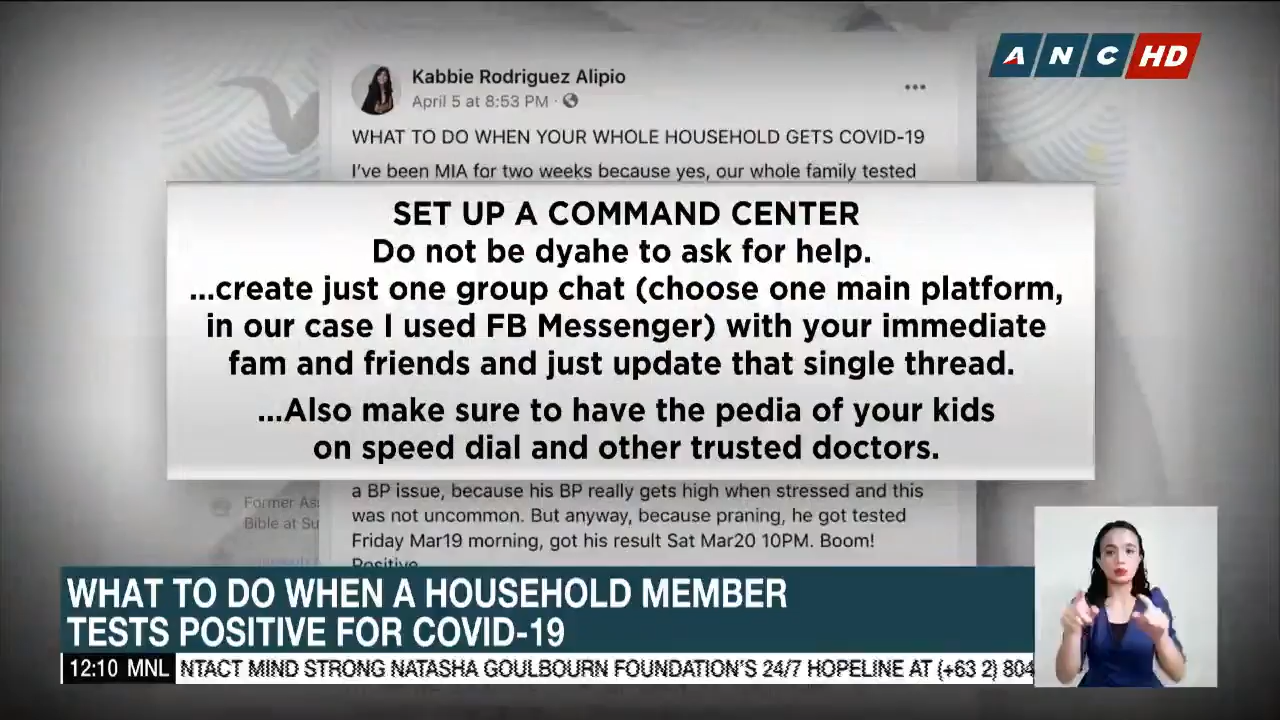 ANC HD
Kabbie Rodriguez Alipio
April 5 at 8:53 PM ·
WHAT TO DO WHEN YOUR WHOLE HOUSEHOLD GETS COVID-19
I've been MIA for two weeks because yes, our whole family tested
SET UP A COMMAND CENTER
Do not be dyahe to ask for help.
...create just one group chat (choose one main platform,
in our case I used FB Messenger) with your immediate
fam and friends and just update that single thread.
...Also make sure to have the pedia of your kids
on speed dial and other trusted doctors.
a BP issue, because his BP really gets high when stressed and this
was not uncommon. But anyway, because praning, he got tested
Friday Mar19 morning, got his result Sat Mar20 10PM. Boom!
Positive
Former As
Bible at Su
WHAT TO DO WHEN A HOUSEHOLD MEMBER
TESTS POSITIVE FOR COVID-19
12:10 MNL NTACT MIND STRONG NATASHA GOULBOURN FOUNDATION'S 24/7 HOPELINE AT (+63 2) 804